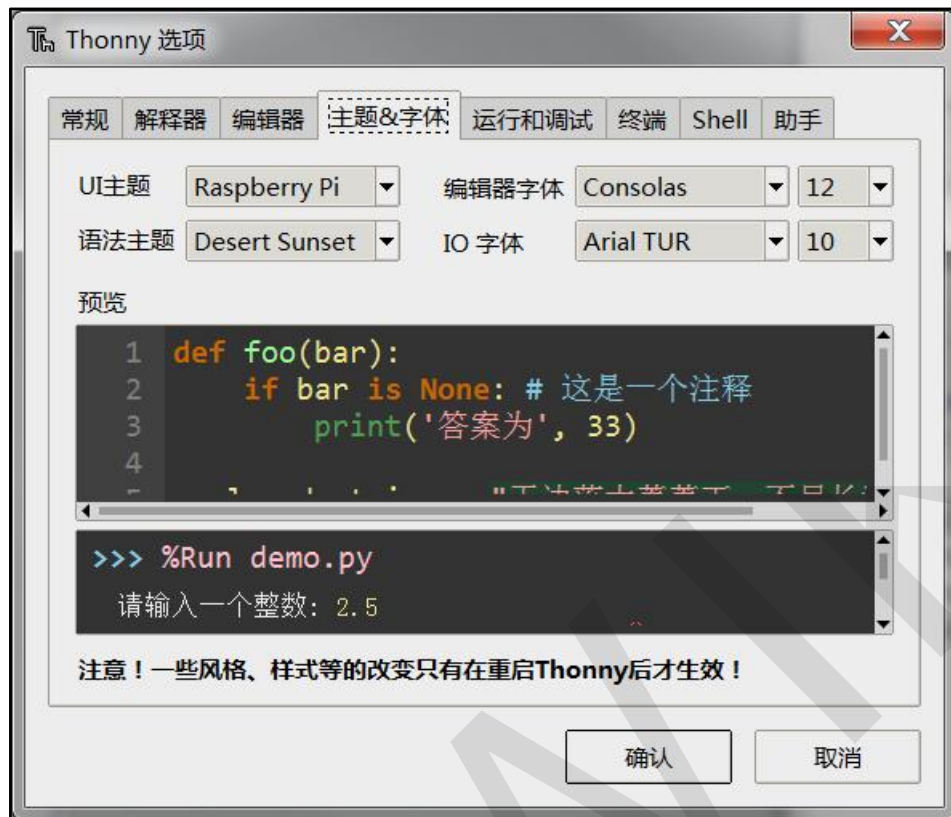 Thonny 选项
常规 解释器 编辑器 主题&字体 运行和调试 终端 Shell 助手
UI主题 Raspberry Pi 编辑器字体 Consolas 12
语法主题 Desert Sunset IO 字体 Arial TUR 10
预览
1 def foo(bar):
2 if bar is None: # 这是一个注释
3 print('答案为', 33)
4
>>> %Run demo.py
请输入一个整数: 2.5
注意！一些风格、样式等的改变只有在重启Thonny后才生效！
确认 取消